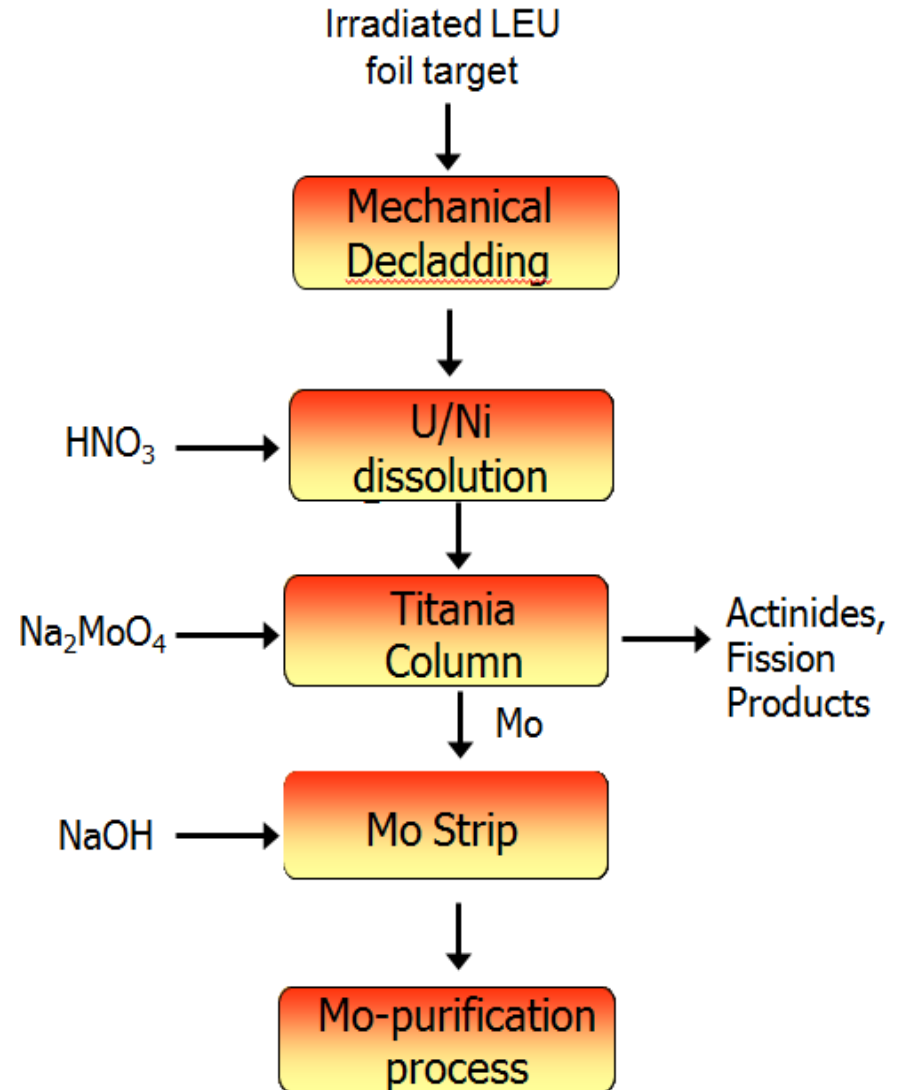 Irradiated LEU
foil target
Mechanical
Decladding
HNO₃
U/Ni
dissolution
Na₂MoO₄
Titania
Column
Actinides,
Fission
Products
Mo
NaOH
Mo Strip
Mo-purification
process